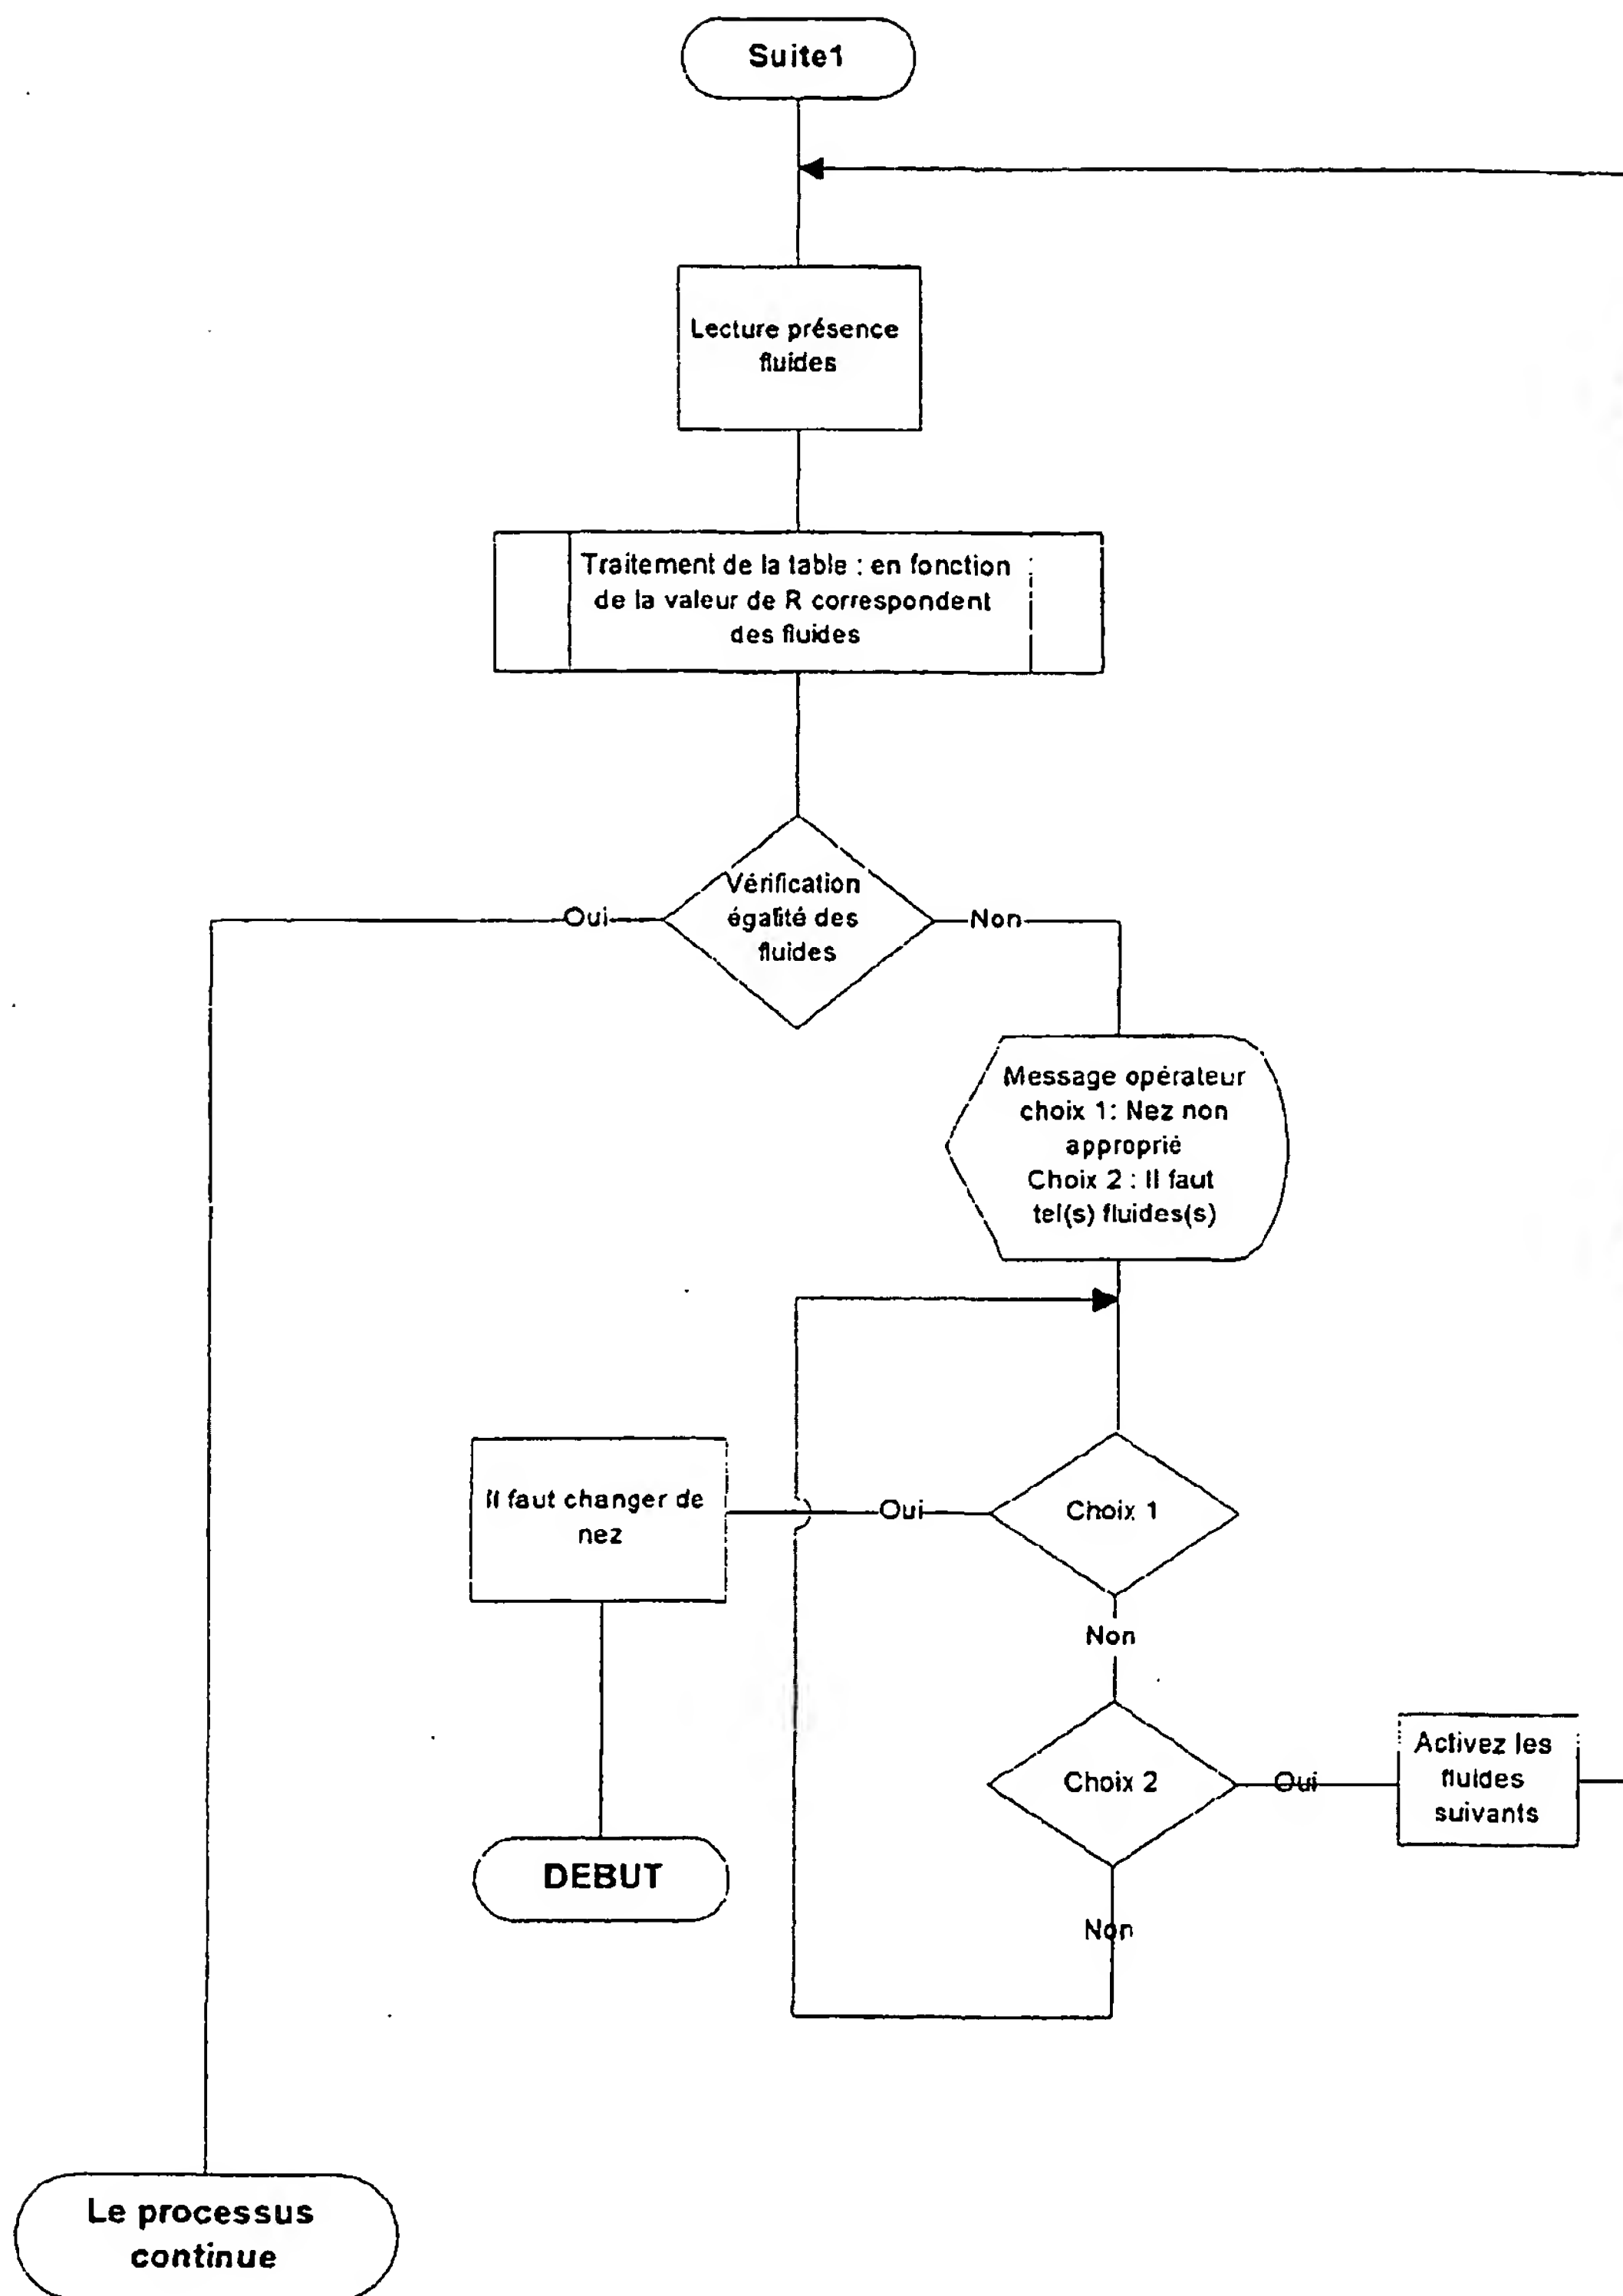 Suite1
Lecture présence
fluides
Traitement de la table : en fonction
de la valeur de R correspondent
des fluides
Vérification
égalité des
fluides
Oui
Non
Message opérateur
choix 1: Nez non
approprié
Choix 2 : Il faut
tel(s) fluides(s)
Il faut changer de
nez
Oui
Choix 1
Non
Choix 2
Oui
Activez les
fluides
suivants
DEBUT
Non
Le processus
continue